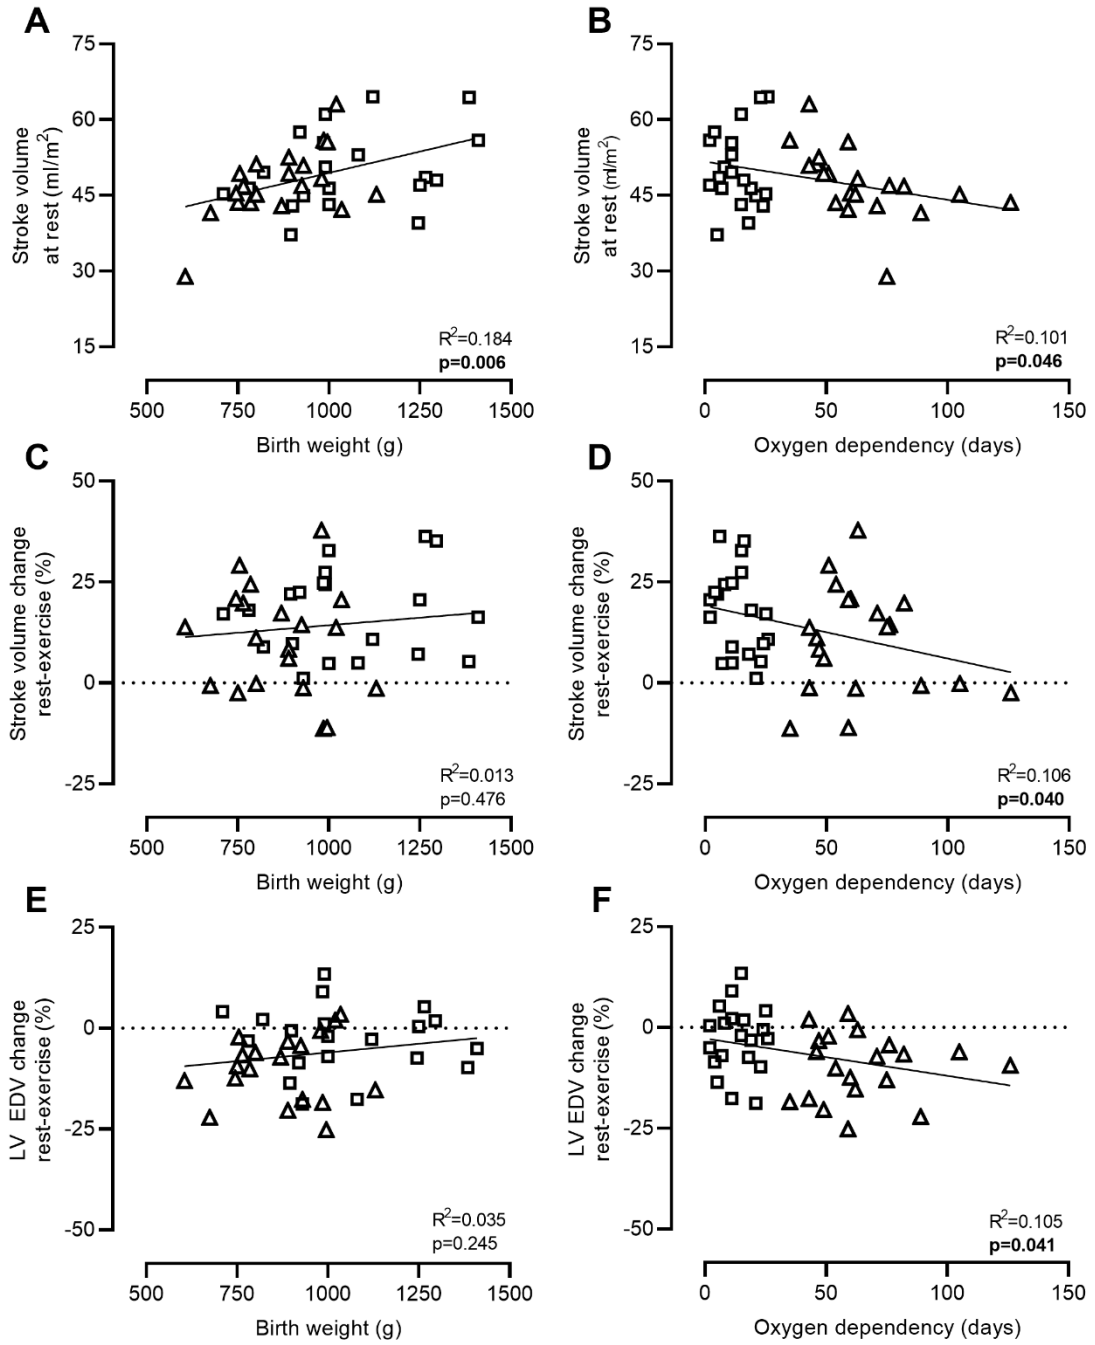 A
75
60
45
30
15
Stroke volume
at rest (ml/m²)
R²=0.184
p=0.006
500 750 1000 1250 1500
Birth weight (g)
B
75
60
45
30
15
Stroke volume
at rest (ml/m²)
R²=0.101
p=0.046
0 50 100 150
Oxygen dependency (days)
C
50
25
0
-25
Stroke volume change
rest-exercise (%)
R²=0.013
p=0.476
500 750 1000 1250 1500
Birth weight (g)
D
50
25
0
-25
Stroke volume change
rest-exercise (%)
R²=0.106
p=0.040
0 50 100 150
Oxygen dependency (days)
E
25
0
-25
-50
LV EDV change
rest-exercise (%)
R²=0.035
p=0.245
500 750 1000 1250 1500
Birth weight (g)
F
25
0
-25
-50
LV EDV change
rest-exercise (%)
R²=0.105
p=0.041
0 50 100 150
Oxygen dependency (days)